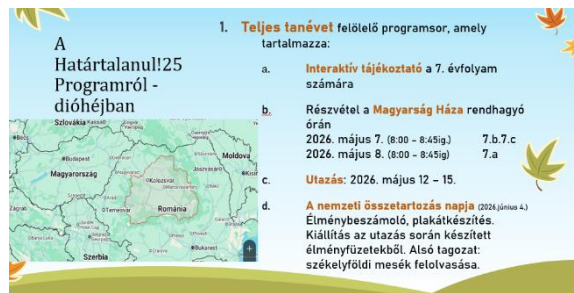 A
Határtalanul!25
Programról -
dióhéjban
1. Teljes tanévet felölelő programsor, amely
tartalmazza:
a. Interaktív tájékoztató a 7. évfolyam
számára
b. Részvétel a Magyarság Háza rendhagyó
órán
2026. május 7. (8:00 – 8:45ig.) 7.b.7.c
2026. május 8. (8:00 – 8:45ig) 7.a
c. Utazás: 2026. május 12 – 15.
d. A nemzeti összetartozás napja (2026.június 4.)
Élménybeszámoló, plakátkészítés.
Kiállítás az utazás során készített
élményfüzetekből. Alsó tagozat:
székelyföldi mesék felolvasása.
Szlovákia
Bécs
Budapest
Moldova
Magyarország
Kolozsvár
Zágráb
Temesvár
Románia
Bukarest
Szerbia